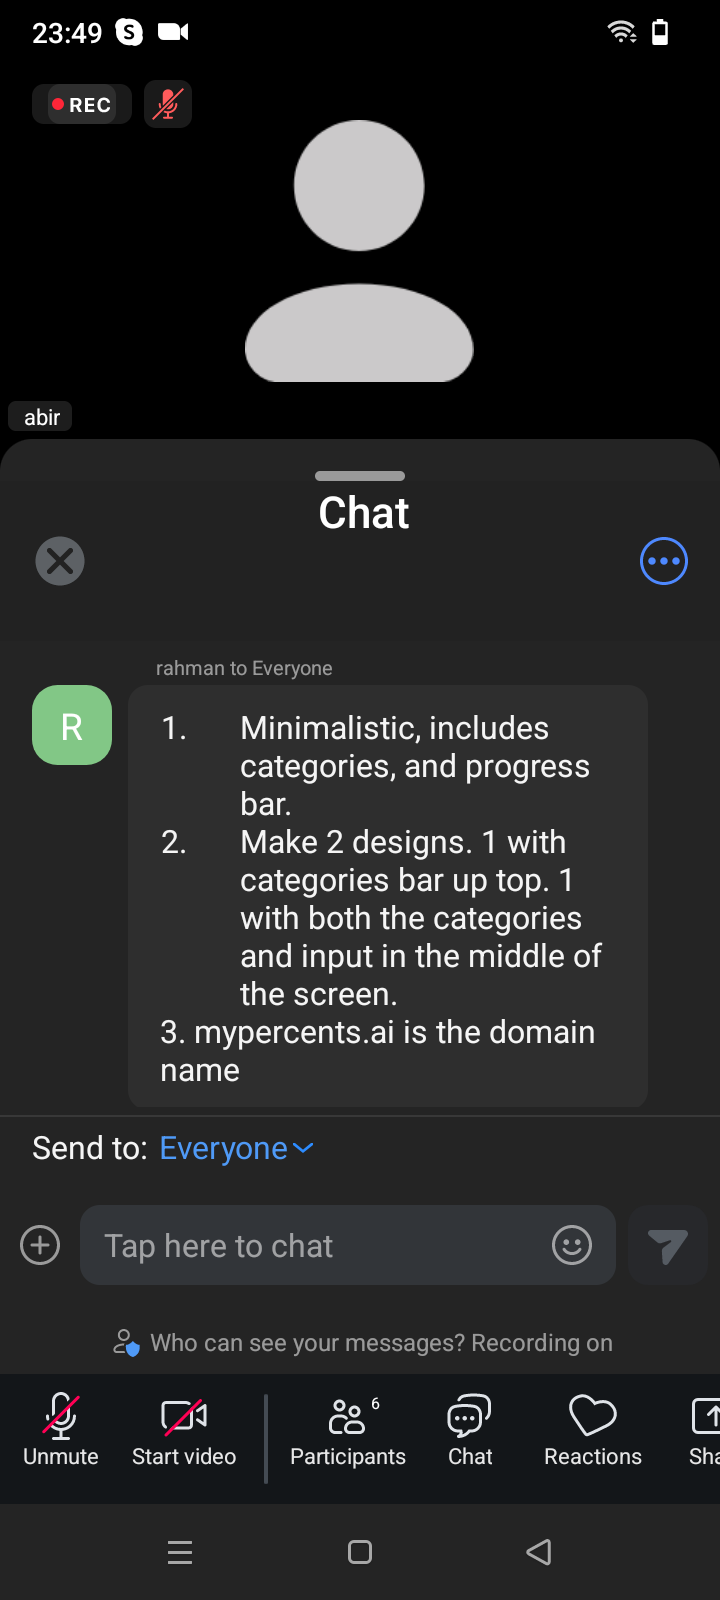 23:49
REC
abir
Chat
rahman to Everyone
R
1. Minimalistic, includes
categories, and progress
bar.
2. Make 2 designs. 1 with
categories bar up top. 1
with both the categories
and input in the middle of
the screen.
3. mypercents.ai is the domain
name
Send to: Everyone
Tap here to chat
Who can see your messages? Recording on
6
Unmute Start video Participants Chat Reactions Sha